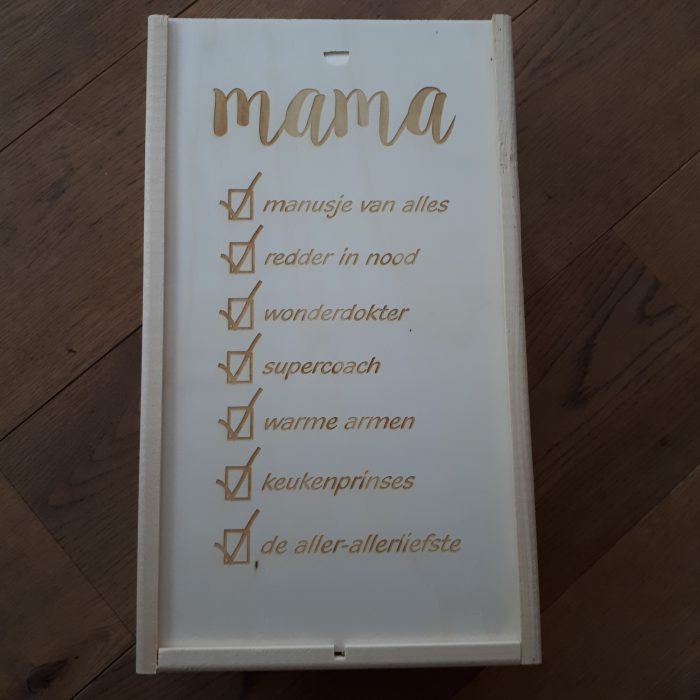 mama
manusje van alles
redder in nood
wonderdokter
supercoach
warme armen
keukenprinses
de aller-allerliefste